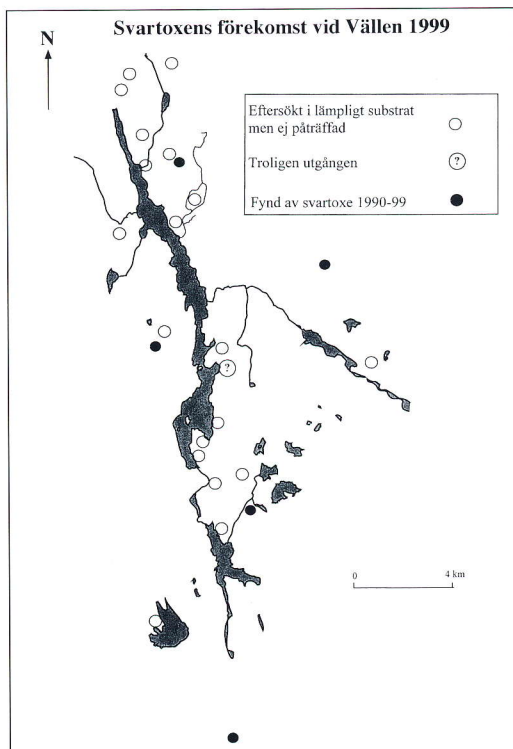 Svartoxens förekomst vid Vällen 1999
N
Eftersökt i lämpligt substrat
men ej påträffad
Troligen utgången
?
Fynd av svartoxe 1990-99
?
0
4 km